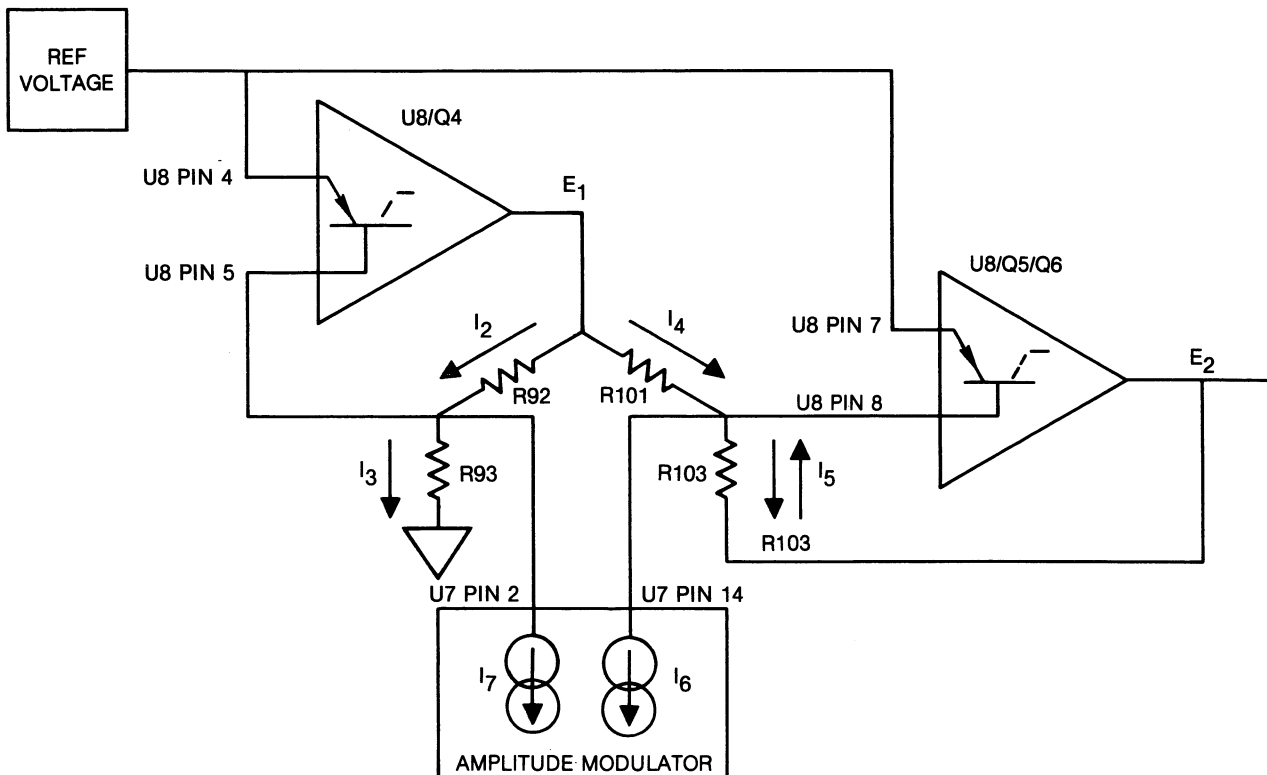 REF
VOLTAGE
U8/Q4
U8 PIN 4
E1
U8 PIN 5
U8/Q5/Q6
I2
I4
U8 PIN 7
E2
R92
R101
U8 PIN 8
I3
R93
R103
I5
R103
U7 PIN 2
U7 PIN 14
I7
I6
AMPLITUDE MODULATOR